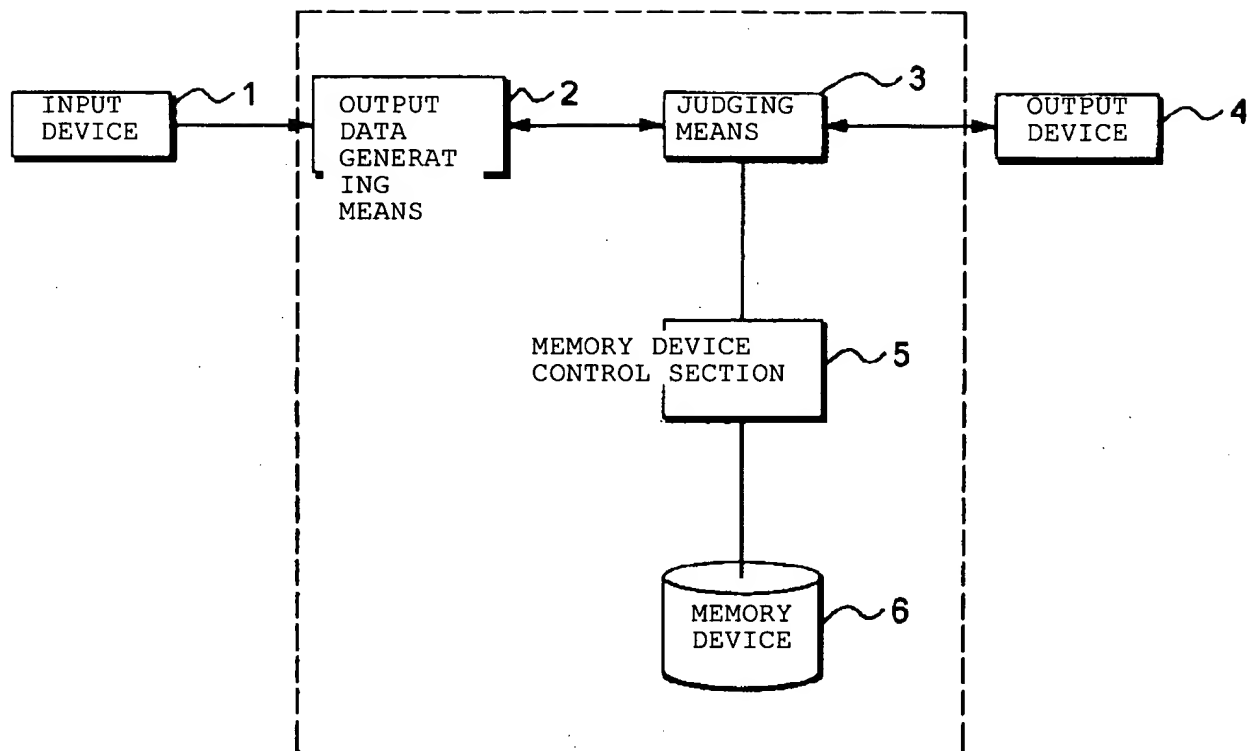 INPUT
DEVICE
1
OUTPUT
DATA
GENERAT
ING
MEANS
2
JUDGING
MEANS
3
OUTPUT
DEVICE
4
MEMORY DEVICE
CONTROL SECTION
5
MEMORY
DEVICE
6